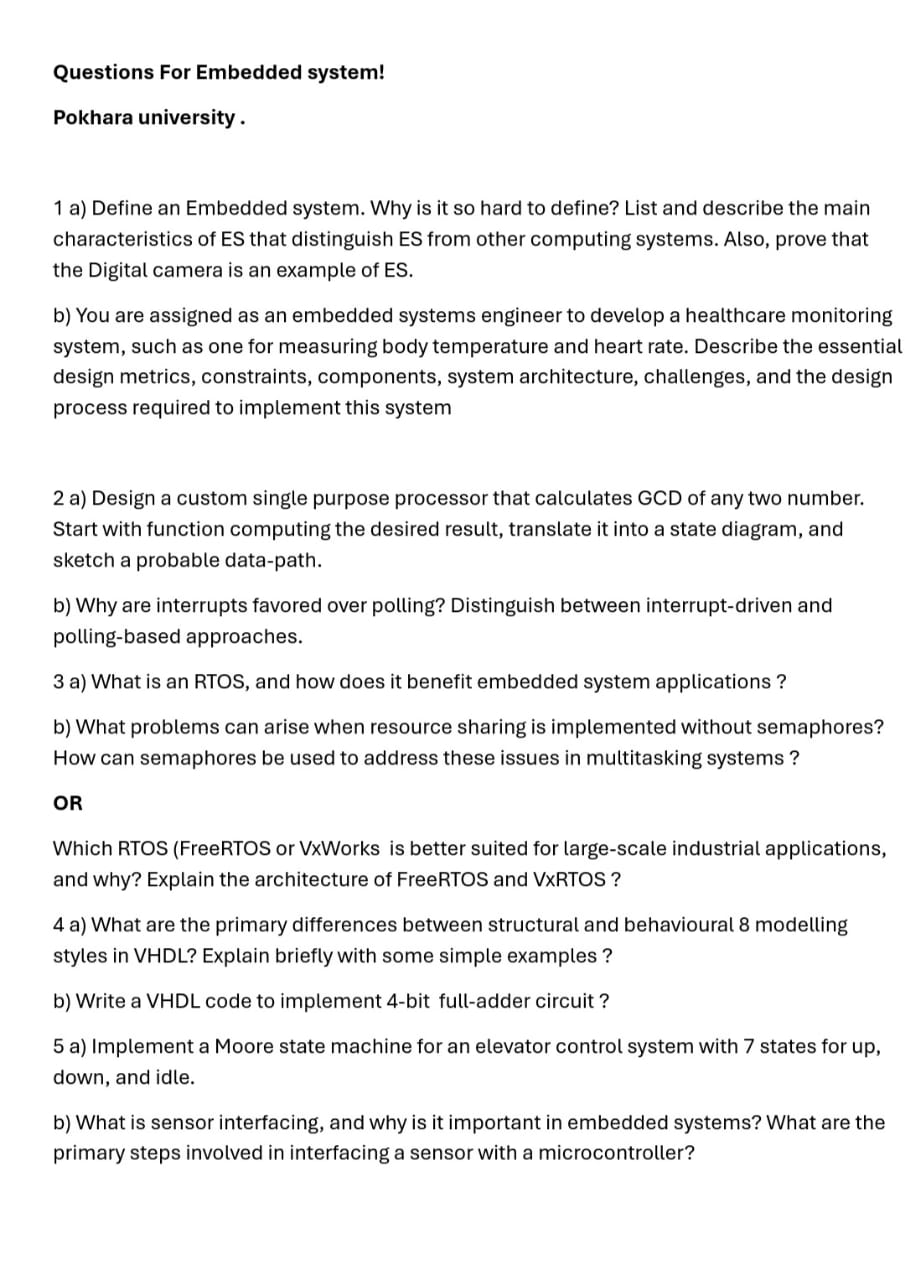 Questions For Embedded system!
Pokhara university .
1 a) Define an Embedded system. Why is it so hard to define? List and describe the main
characteristics of ES that distinguish ES from other computing systems. Also, prove that
the Digital camera is an example of ES.
b) You are assigned as an embedded systems engineer to develop a healthcare monitoring
system, such as one for measuring body temperature and heart rate. Describe the essential
design metrics, constraints, components, system architecture, challenges, and the design
process required to implement this system
2 a) Design a custom single purpose processor that calculates GCD of any two number.
Start with function computing the desired result, translate it into a state diagram, and
sketch a probable data-path.
b) Why are interrupts favored over polling? Distinguish between interrupt-driven and
polling-based approaches.
3 a) What is an RTOS, and how does it benefit embedded system applications ?
b) What problems can arise when resource sharing is implemented without semaphores?
How can semaphores be used to address these issues in multitasking systems ?
OR
Which RTOS (FreeRTOS or VxWorks  is better suited for large-scale industrial applications,
and why? Explain the architecture of FreeRTOS and VxRTOS ?
4 a) What are the primary differences between structural and behavioural 8 modelling
styles in VHDL? Explain briefly with some simple examples ?
b) Write a VHDL code to implement 4-bit  full-adder circuit ?
5 a) Implement a Moore state machine for an elevator control system with 7 states for up,
down, and idle.
b) What is sensor interfacing, and why is it important in embedded systems? What are the
primary steps involved in interfacing a sensor with a microcontroller?